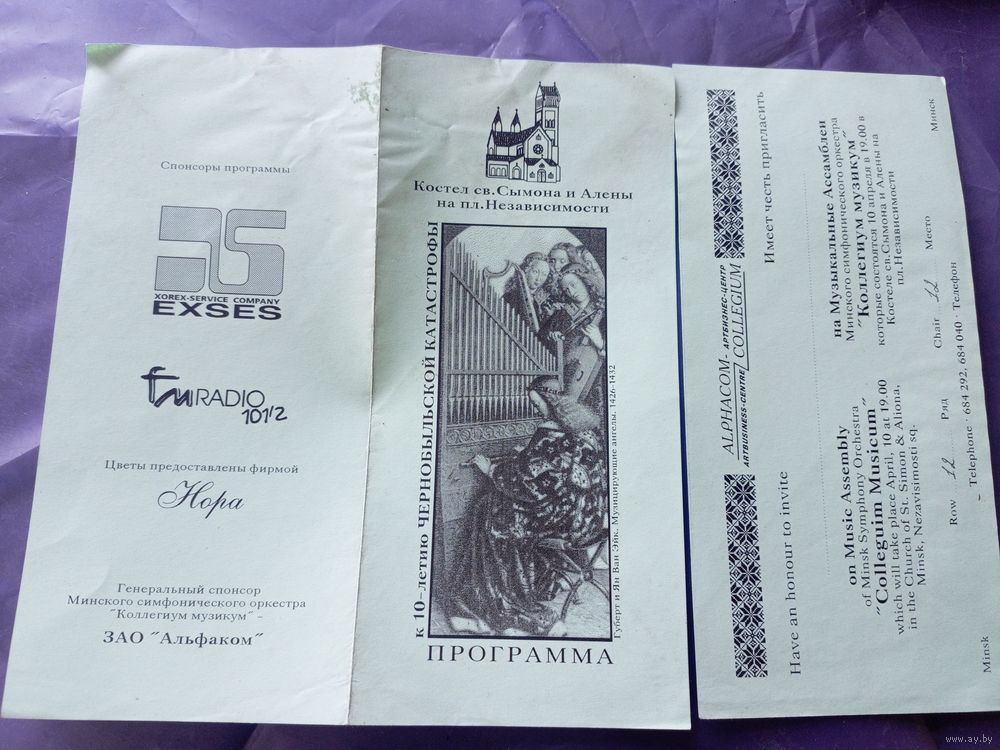 Спонсоры программы
XOREX-SERVICE COMPANY
EXSES
fm RADIO
101'2
Цветы предоставлены фирмой
Нора
Генеральный спонсор
Минского симфонического оркестра
"Коллегиум музикум" -
ЗАО "Альфаком"
Костел св.Сымона и Алены
на пл.Независимости
к 10-летию ЧЕРНОБЫЛЬСКОЙ КАТАСТРОФЫ
Губерт и Ян Ван Эйк. Музицирующие ангелы. 1426-1432
ПРОГРАММА
ALPHACOM- АРТБИЗНЕС-ЦЕНТР
ARTBUSINESS-CENTRE COLLEGIUM
Have an honour to invite
Имеет честь пригласить
on Music Assembly
of Minsk Symphony Orchestra
"Colleguim Musicum"
which will take place April, 10 at 19.00
in the Church of St. Simon & Aliona,
Minsk, Nezavisimosti sq.
на Музыкальные Ассамблеи
Минского симфонического оркестра
"Коллегиум музикум"
которые состоятся 10 апреля в 19.00 в
Костеле св.Сымона и Алены на
пл.Независимости
Row Ряд Chair Место
Telephone · 684 292, 684 040 · Телефон
Minsk
Минск
www.ay.by